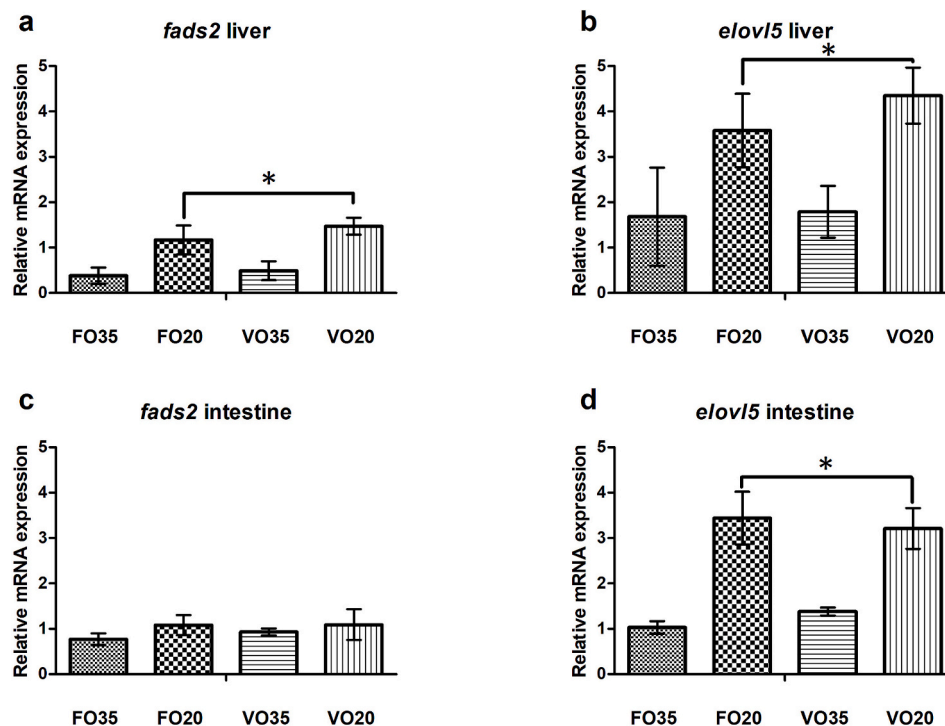 a
fads2 liver
Relative mRNA expression
5
4
3
2
1
0
*
FO35 FO20 VO35 VO20
b
elovl5 liver
Relative mRNA expression
5
4
3
2
1
0
*
FO35 FO20 VO35 VO20
c
fads2 intestine
Relative mRNA expression
5
4
3
2
1
0
FO35 FO20 VO35 VO20
d
elovl5 intestine
Relative mRNA expression
5
4
3
2
1
0
*
FO35 FO20 VO35 VO20